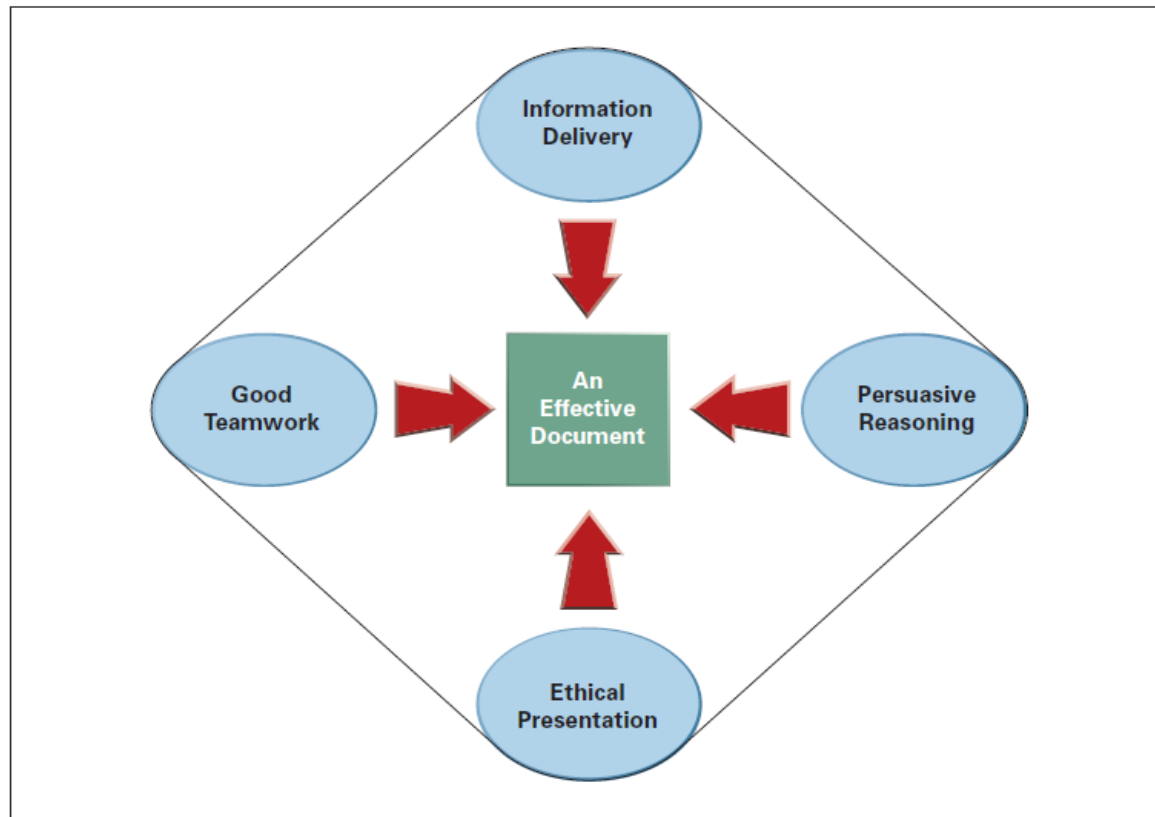 Information
Delivery
Good
Teamwork
An
Effective
Document
Persuasive
Reasoning
Ethical
Presentation